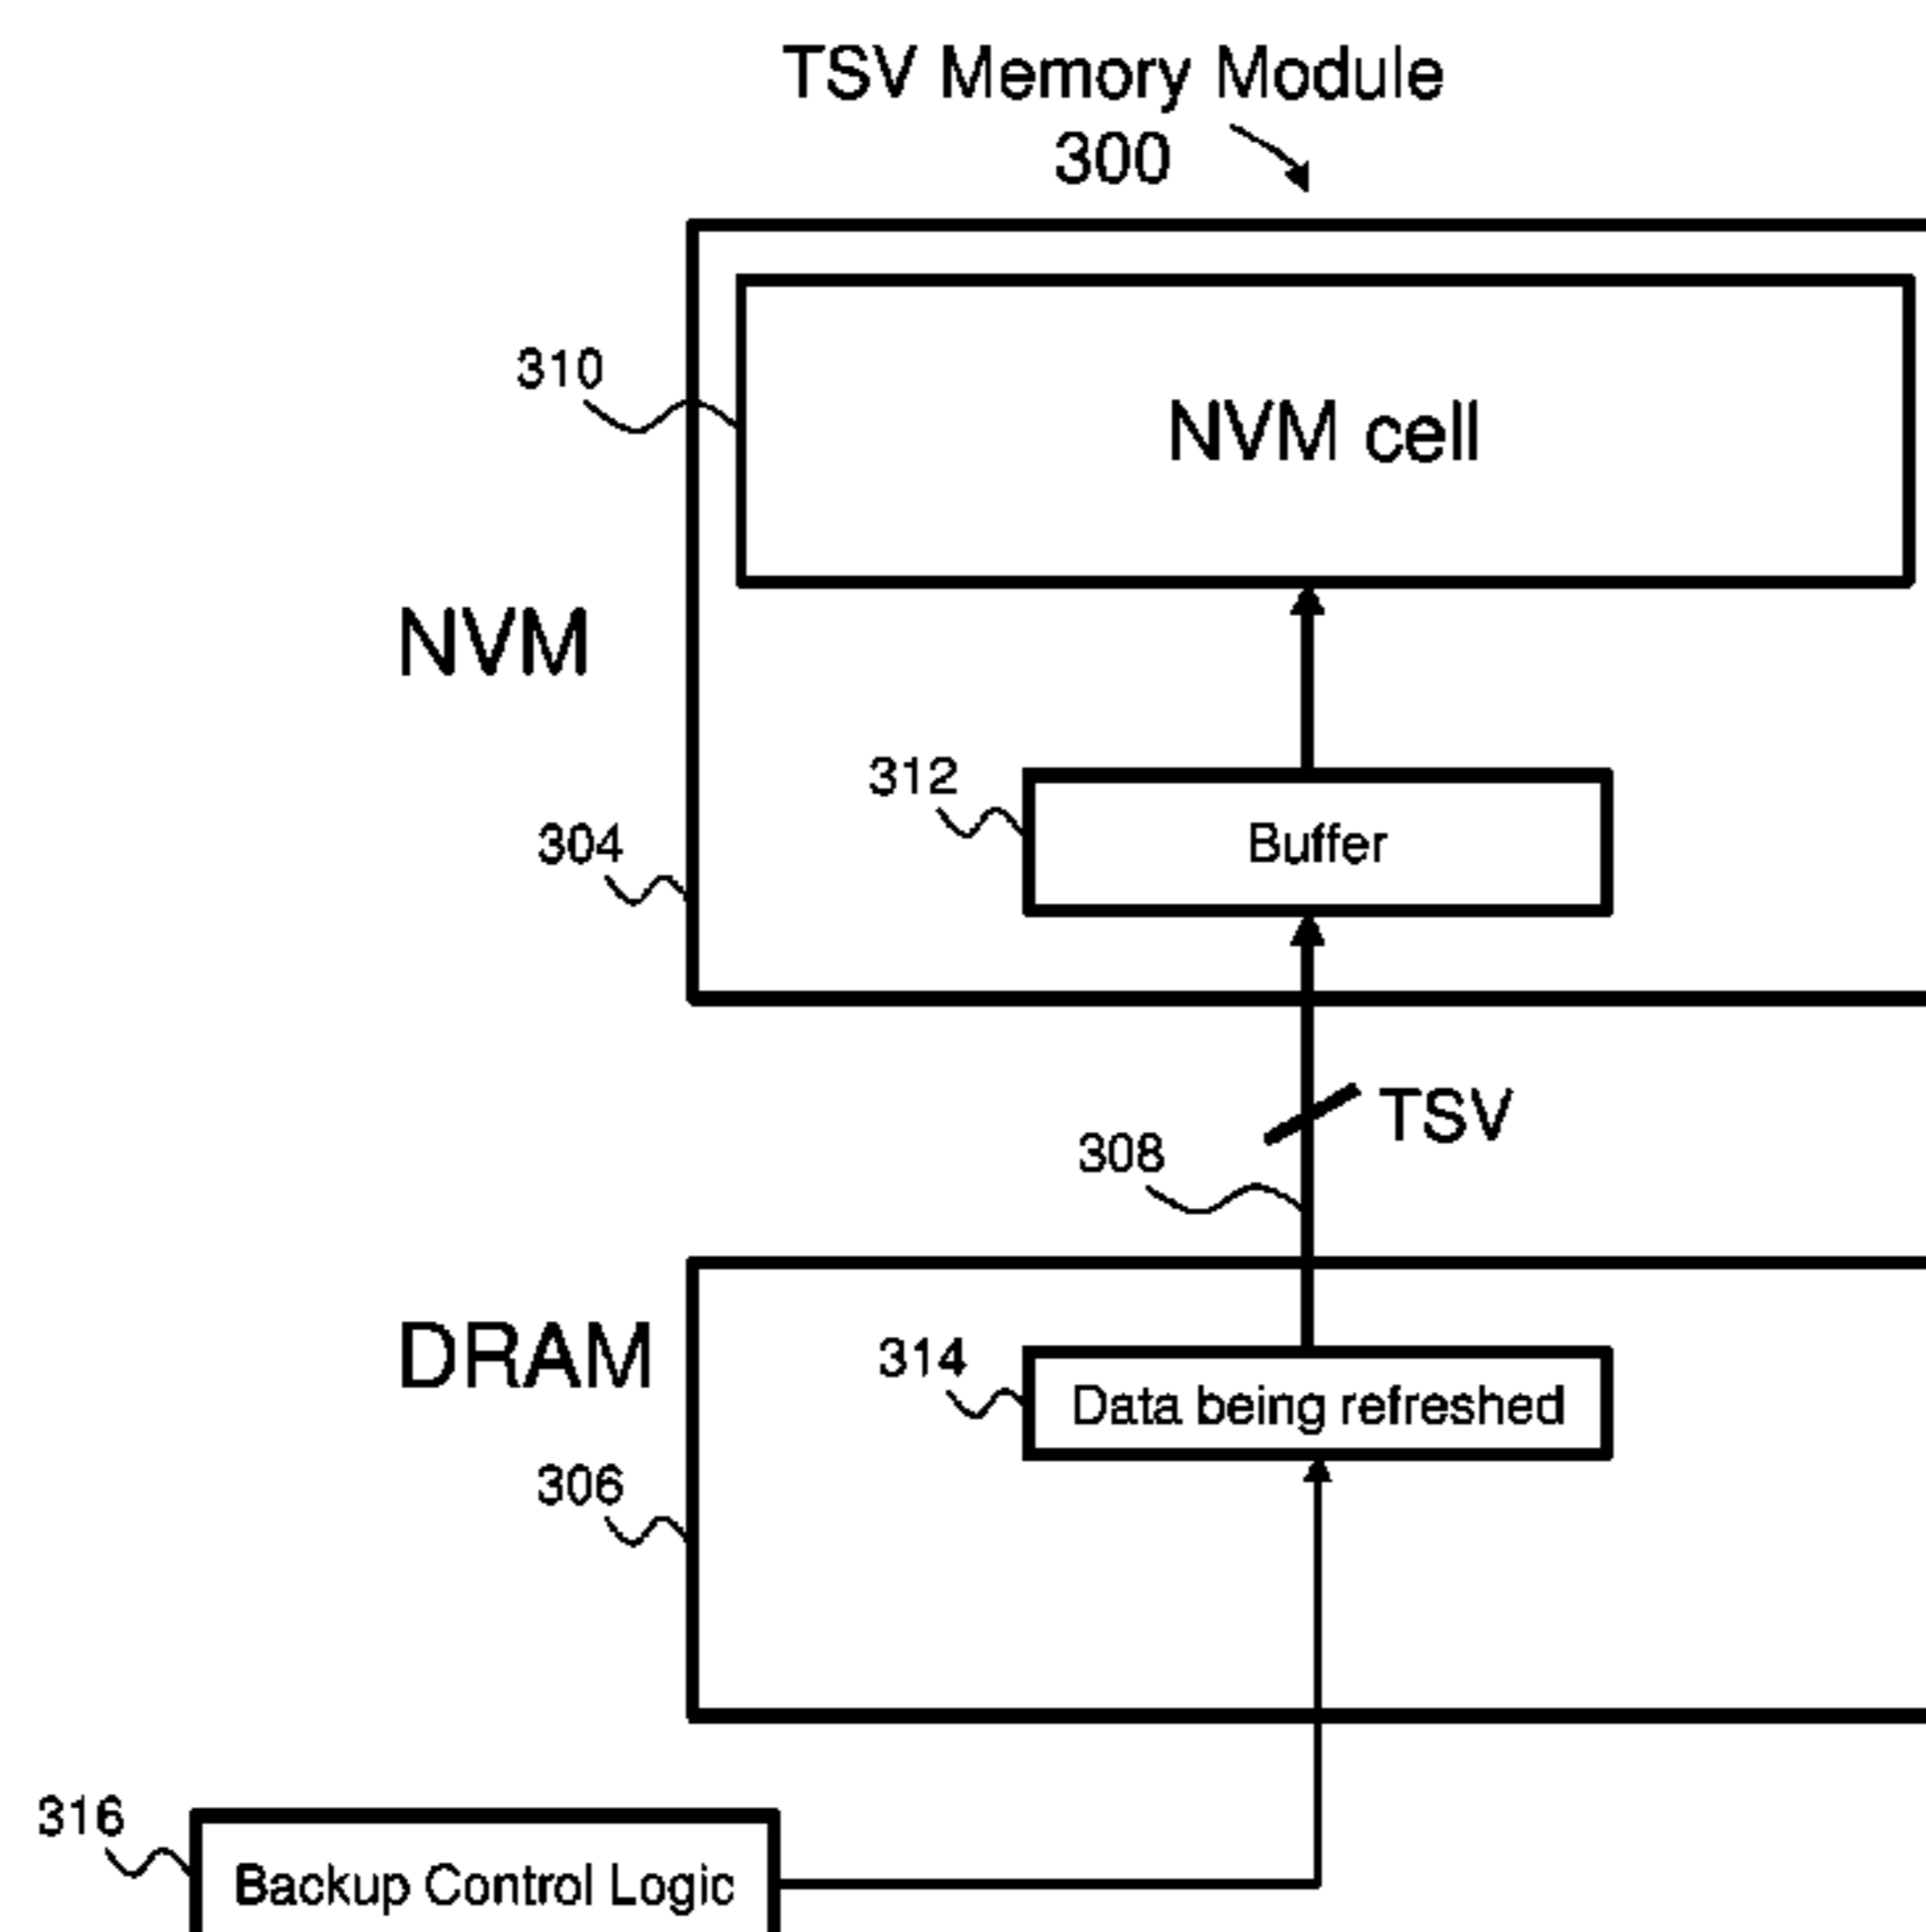 TSV Memory Module
300
310
NVM cell
NVM
312
304
Buffer
TSV
308
DRAM
314
Data being refreshed
306
316
Backup Control Logic